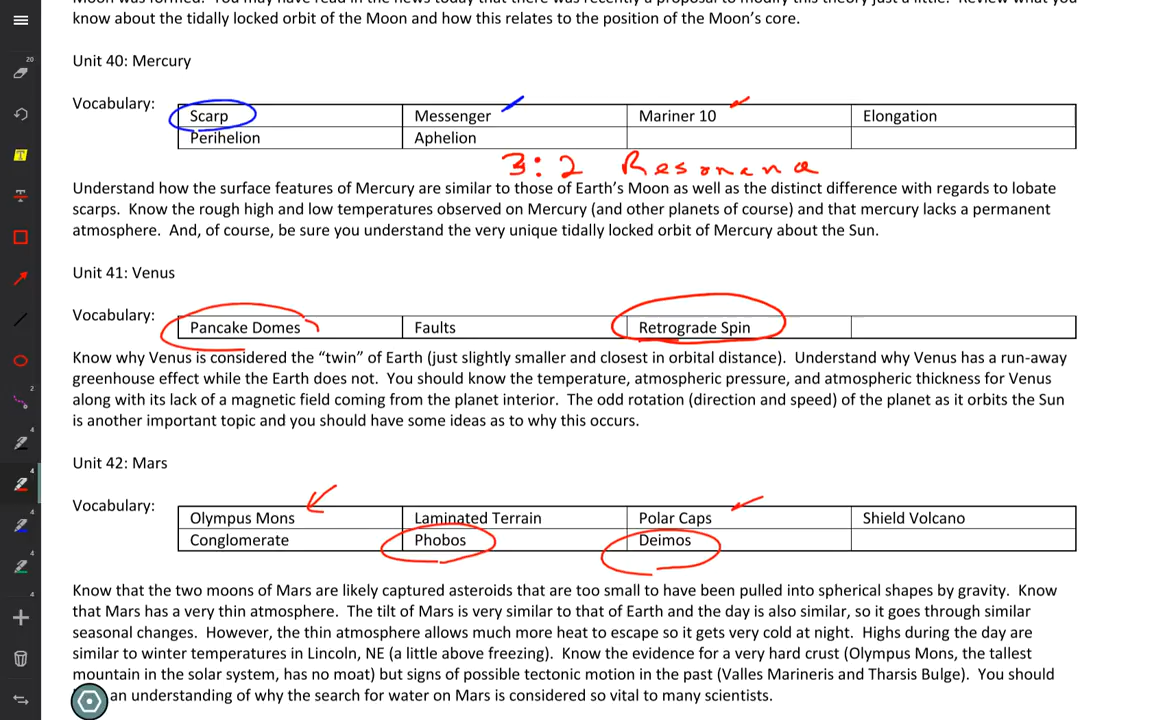 know about the tidally locked orbit of the Moon and how this relates to the position of the Moon's core.
Unit 40: Mercury
Vocabulary:
Scarp Messenger Mariner 10 Elongation
Perihelion Aphelion
3:2 Resonance
Understand how the surface features of Mercury are similar to those of Earth's Moon as well as the distinct difference with regards to lobate
scarps. Know the rough high and low temperatures observed on Mercury (and other planets of course) and that mercury lacks a permanent
atmosphere. And, of course, be sure you understand the very unique tidally locked orbit of Mercury about the Sun.
Unit 41: Venus
Vocabulary:
Pancake Domes Faults Retrograde Spin
Know why Venus is considered the "twin" of Earth (just slightly smaller and closest in orbital distance). Understand why Venus has a run-away
greenhouse effect while the Earth does not. You should know the temperature, atmospheric pressure, and atmospheric thickness for Venus
along with its lack of a magnetic field coming from the planet interior. The odd rotation (direction and speed) of the planet as it orbits the Sun
is another important topic and you should have some ideas as to why this occurs.
Unit 42: Mars
Vocabulary:
Olympus Mons Laminated Terrain Polar Caps Shield Volcano
Conglomerate Phobos Deimos
Know that the two moons of Mars are likely captured asteroids that are too small to have been pulled into spherical shapes by gravity. Know
that Mars has a very thin atmosphere. The tilt of Mars is very similar to that of Earth and the day is also similar, so it goes through similar
seasonal changes. However, the thin atmosphere allows much more heat to escape so it gets very cold at night. Highs during the day are
similar to winter temperatures in Lincoln, NE (a little above freezing). Know the evidence for a very hard crust (Olympus Mons, the tallest
mountain in the solar system, has no moat) but signs of possible tectonic motion in the past (Valles Marineris and Tharsis Bulge). You should
an understanding of why the search for water on Mars is considered so vital to many scientists.
20
T
T
2
4
4
4
4
4